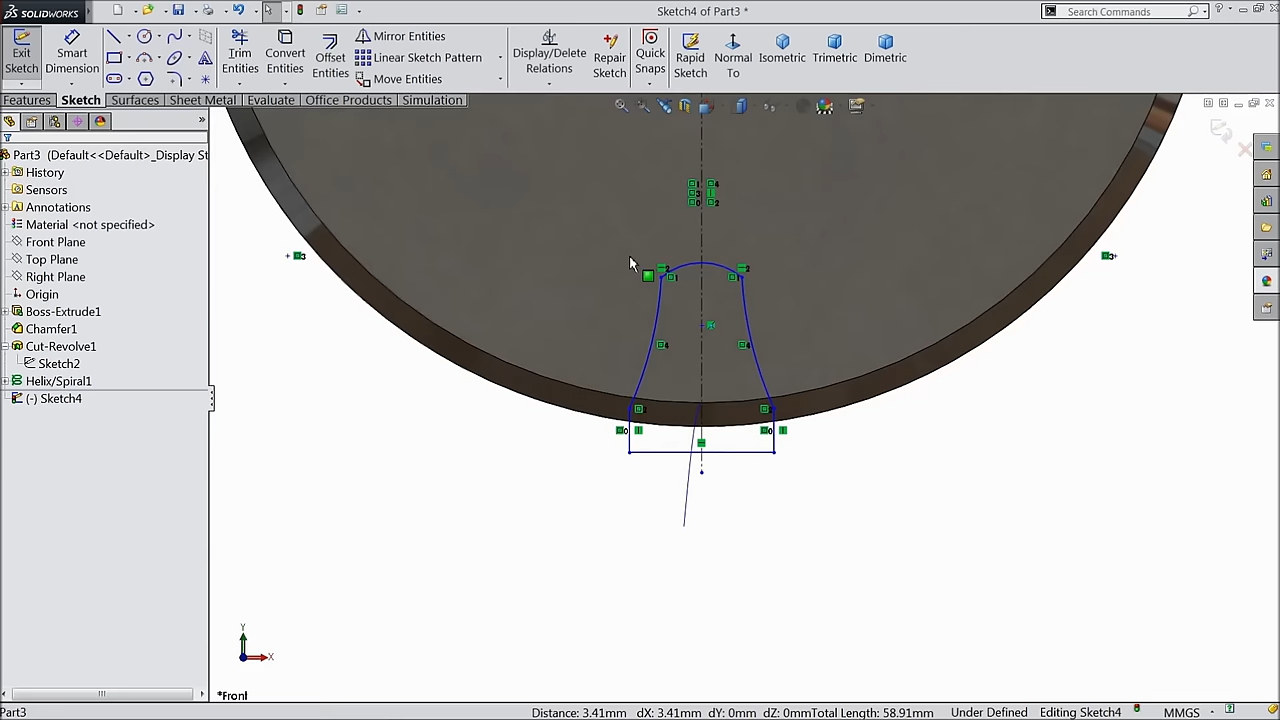 SOLIDWORKS
Sketch4 of Part3 *
Search Commands
Exit Sketch
Smart Dimension
Trim Entities
Convert Entities
Offset Entities
Mirror Entities
Linear Sketch Pattern
Move Entities
Display/Delete Relations
Repair Sketch
Quick Snaps
Rapid Sketch
Normal To
Isometric
Trimetric
Dimetric
Features
Sketch
Surfaces
Sheet Metal
Evaluate
Office Products
Simulation
Part3 (Default<<Default>_Display St
History
Sensors
Annotations
Material <not specified>
Front Plane
Top Plane
Right Plane
Origin
Boss-Extrude1
Chamfer1
Cut-Revolve1
Sketch2
Helix/Spiral1
(-) Sketch4
Y
X
*Front
Part3
Distance: 3.41mm dX: 3.41mm dY: 0mm dZ: 0mmTotal Length: 58.91mm
Under Defined
Editing Sketch4
MMGS